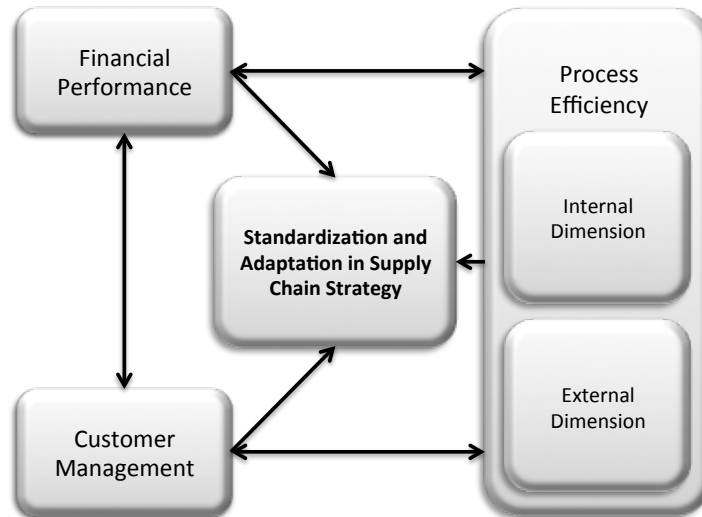 Financial
Performance
Process
Efficiency
Standardization and
Adaptation in Supply
Chain Strategy
Internal
Dimension
Customer
Management
External
Dimension